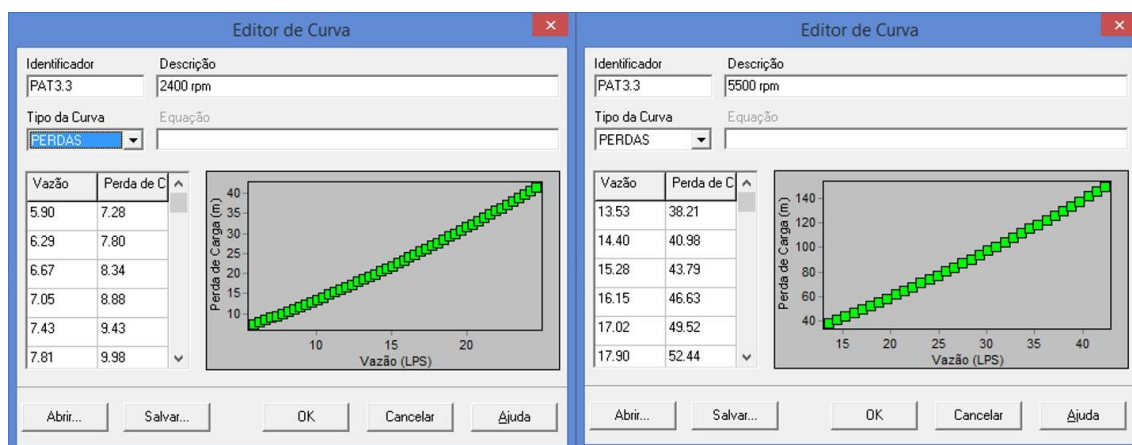 Editor de Curva
Identificador Descrição
PAT3.3 2400 rpm
Tipo da Curva Equação
PERDAS
Vazão Perda de C
5.90 7.28
6.29 7.80
6.67 8.34
7.05 8.88
7.43 9.43
7.81 9.98
Perda de Carga (m)
40
35
30
25
20
15
10
10 15 20
Vazão (LPS)
Abrir... Salvar... OK Cancelar Ajuda
Editor de Curva
Identificador Descrição
PAT3.3 5500 rpm
Tipo da Curva Equação
PERDAS
Vazão Perda de C
13.53 38.21
14.40 40.98
15.28 43.79
16.15 46.63
17.02 49.52
17.90 52.44
Perda de Carga (m)
140
120
100
80
60
40
15 20 25 30 35 40
Vazão (LPS)
Abrir... Salvar... OK Cancelar Ajuda